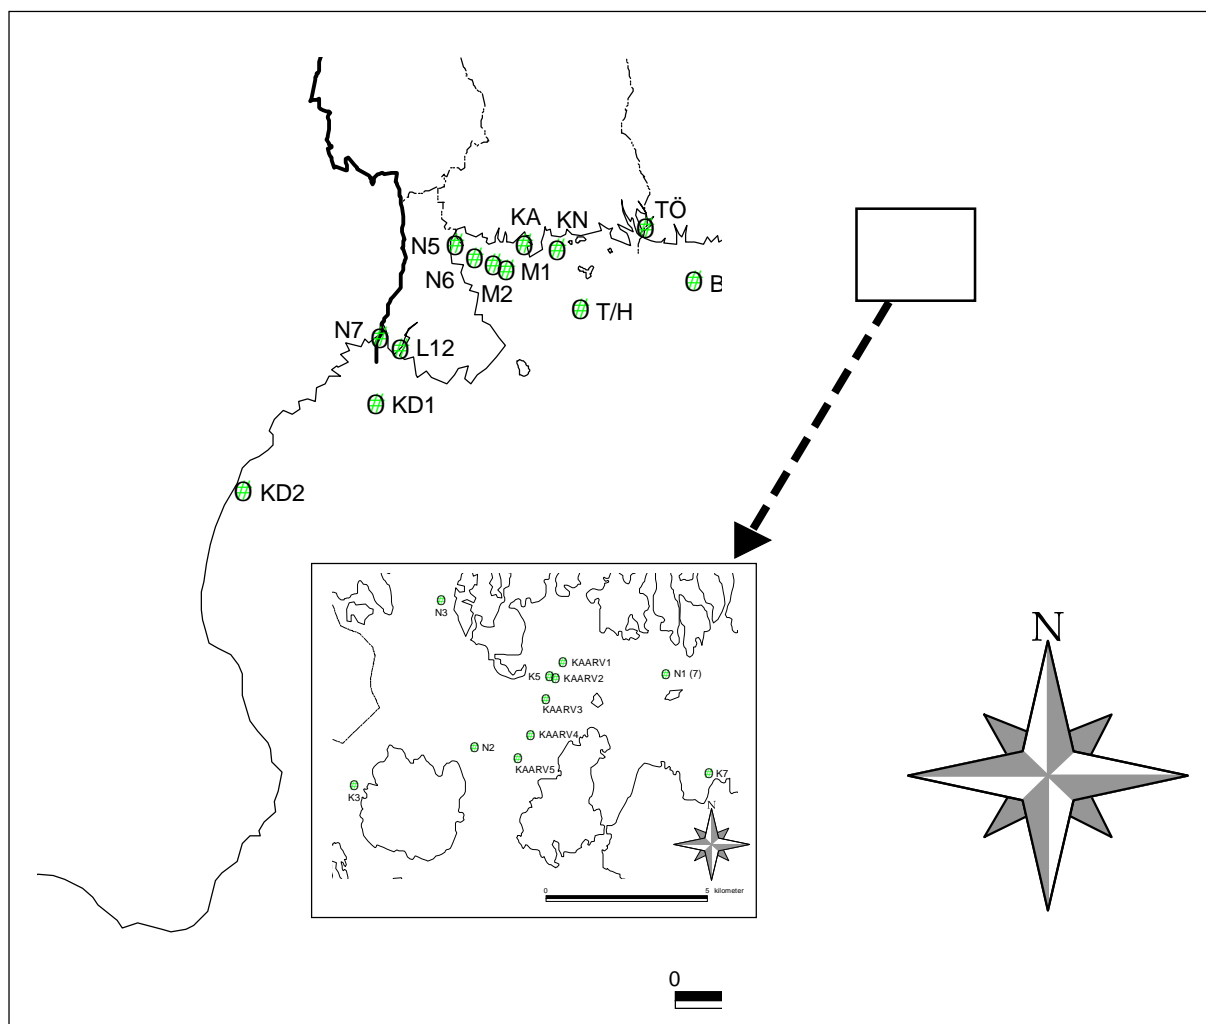 TÖ
KA
KN
N5
N6
M2
M1
B
T/H
N7
L12
KD1
KD2
N3
KAARV1
K5
KAARV2
N1 (7)
KAARV3
KAARV4
N2
KAARV5
K7
K3
N
0
5 kilometer
N
0